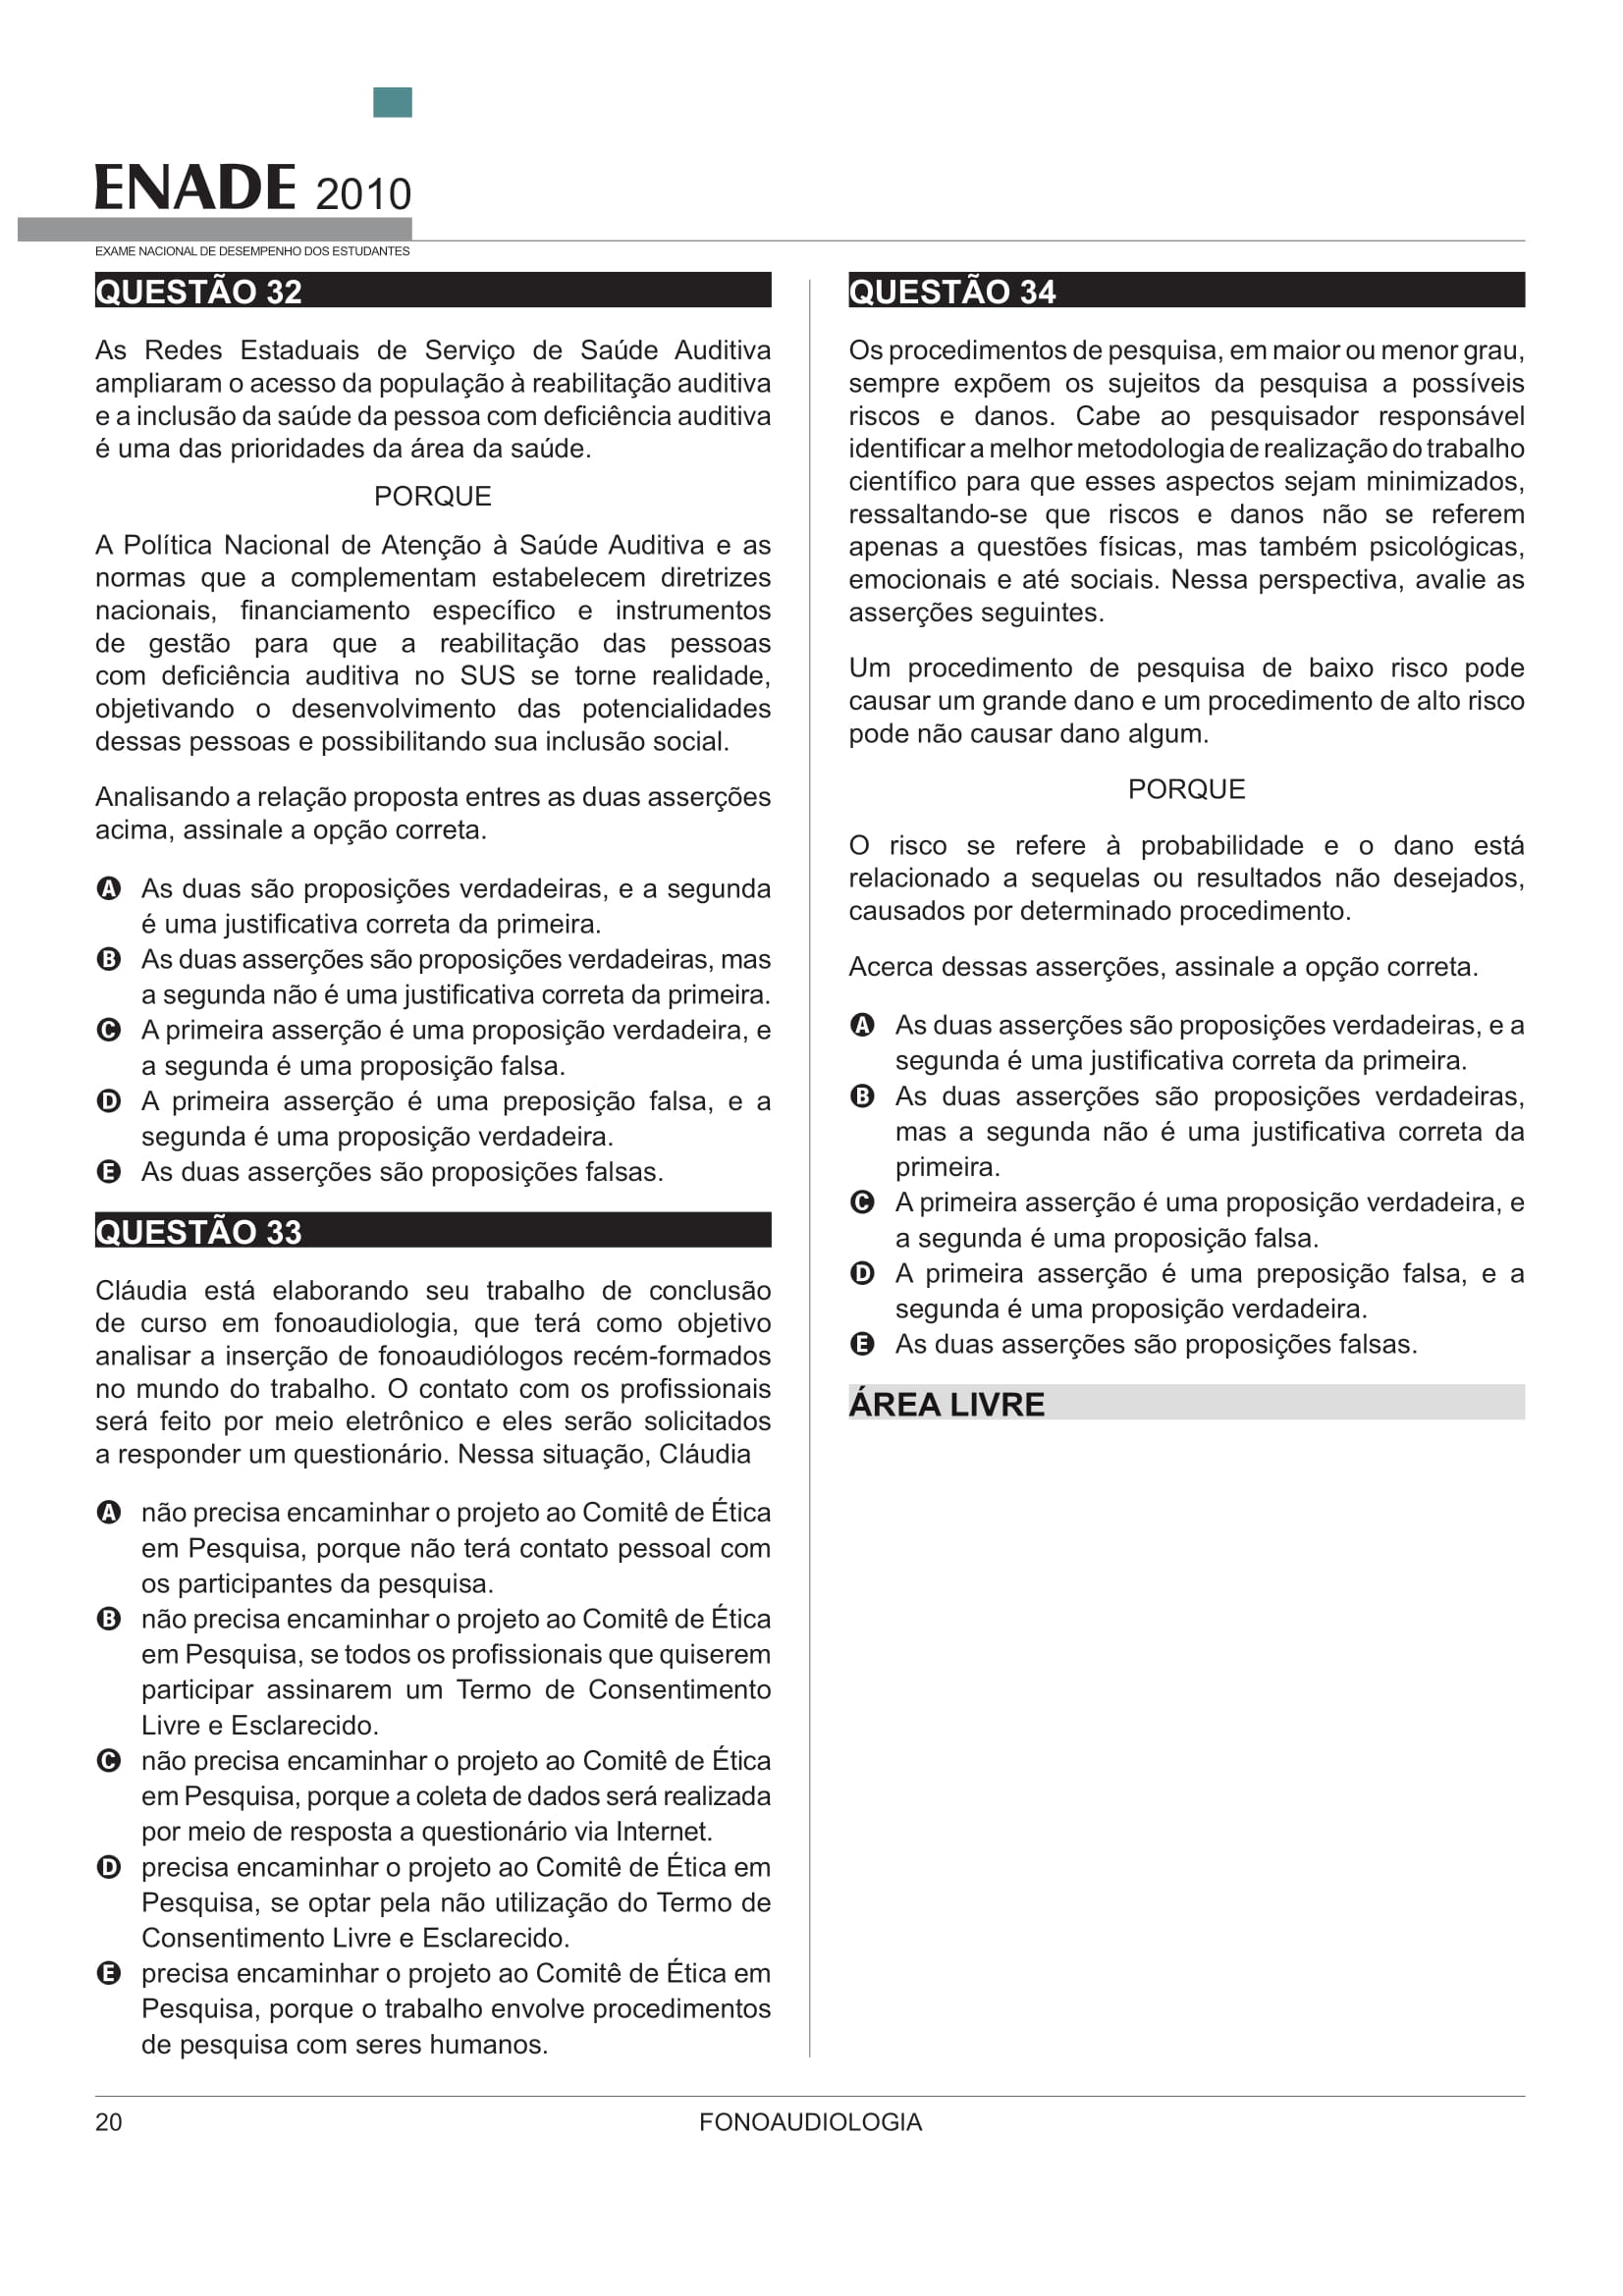 ENADE 2010
EXAME NACIONAL DE DESEMPENHO DOS ESTUDANTES
QUESTÃO 32
As Redes Estaduais de Serviço de Saúde Auditiva
ampliaram o acesso da população à reabilitação auditiva
e a inclusão da saúde da pessoa com deficiência auditiva
é uma das prioridades da área da saúde.
PORQUE
A Política Nacional de Atenção à Saúde Auditiva e as
normas que a complementam estabelecem diretrizes
nacionais, financiamento específico e instrumentos
de gestão para que a reabilitação das pessoas
com deficiência auditiva no SUS se torne realidade,
objetivando o desenvolvimento das potencialidades
dessas pessoas e possibilitando sua inclusão social.
Analisando a relação proposta entres as duas asserções
acima, assinale a opção correta.
A As duas são proposições verdadeiras, e a segunda
é uma justificativa correta da primeira.
B As duas asserções são proposições verdadeiras, mas
a segunda não é uma justificativa correta da primeira.
C A primeira asserção é uma proposição verdadeira, e
a segunda é uma proposição falsa.
D A primeira asserção é uma preposição falsa, e a
segunda é uma proposição verdadeira.
E As duas asserções são proposições falsas.
QUESTÃO 33
Cláudia está elaborando seu trabalho de conclusão
de curso em fonoaudiologia, que terá como objetivo
analisar a inserção de fonoaudiólogos recém-formados
no mundo do trabalho. O contato com os profissionais
será feito por meio eletrônico e eles serão solicitados
a responder um questionário. Nessa situação, Cláudia
A não precisa encaminhar o projeto ao Comitê de Ética
em Pesquisa, porque não terá contato pessoal com
os participantes da pesquisa.
B não precisa encaminhar o projeto ao Comitê de Ética
em Pesquisa, se todos os profissionais que quiserem
participar assinarem um Termo de Consentimento
Livre e Esclarecido.
C não precisa encaminhar o projeto ao Comitê de Ética
em Pesquisa, porque a coleta de dados será realizada
por meio de resposta a questionário via Internet.
D precisa encaminhar o projeto ao Comitê de Ética em
Pesquisa, se optar pela não utilização do Termo de
Consentimento Livre e Esclarecido.
E precisa encaminhar o projeto ao Comitê de Ética em
Pesquisa, porque o trabalho envolve procedimentos
de pesquisa com seres humanos.
QUESTÃO 34
Os procedimentos de pesquisa, em maior ou menor grau,
sempre expõem os sujeitos da pesquisa a possíveis
riscos e danos. Cabe ao pesquisador responsável
identificar a melhor metodologia de realização do trabalho
científico para que esses aspectos sejam minimizados,
ressaltando-se que riscos e danos não se referem
apenas a questões físicas, mas também psicológicas,
emocionais e até sociais. Nessa perspectiva, avalie as
asserções seguintes.
Um procedimento de pesquisa de baixo risco pode
causar um grande dano e um procedimento de alto risco
pode não causar dano algum.
PORQUE
O risco se refere à probabilidade e o dano está
relacionado a sequelas ou resultados não desejados,
causados por determinado procedimento.
Acerca dessas asserções, assinale a opção correta.
A As duas asserções são proposições verdadeiras, e a
segunda é uma justificativa correta da primeira.
B As duas asserções são proposições verdadeiras,
mas a segunda não é uma justificativa correta da
primeira.
C A primeira asserção é uma proposição verdadeira, e
a segunda é uma proposição falsa.
D A primeira asserção é uma preposição falsa, e a
segunda é uma proposição verdadeira.
E As duas asserções são proposições falsas.
ÁREA LIVRE
20
FONOAUDIOLOGIA